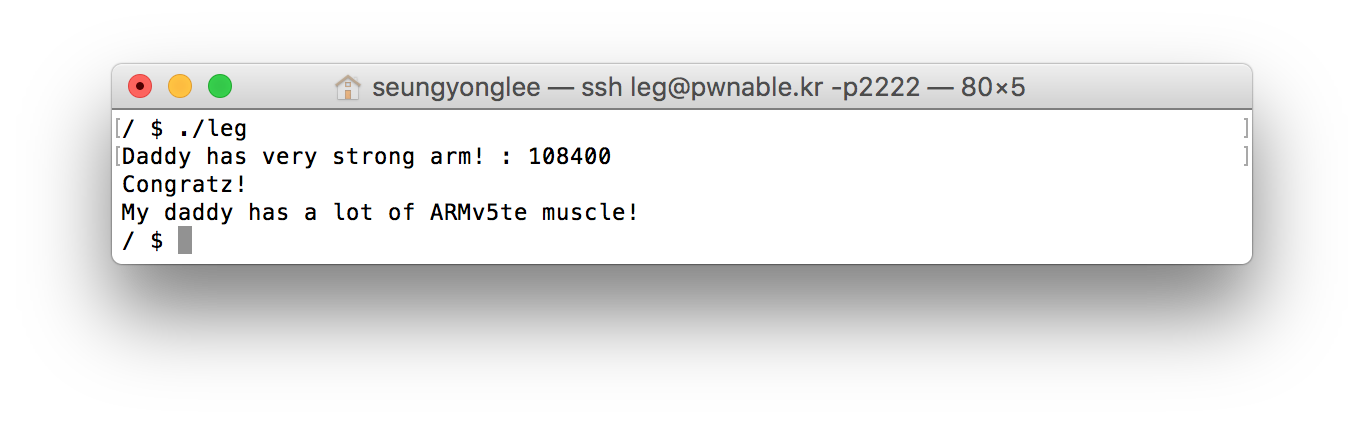 seungyonglee — ssh leg@pwnable.kr -p2222 — 80×5
[/ $ ./leg ]
[Daddy has very strong arm! : 108400 ]
Congratz!
My daddy has a lot of ARMv5te muscle!
/ $